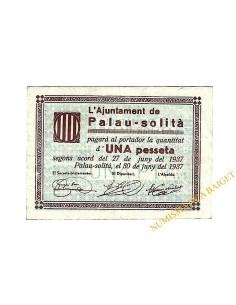 L'Ajuntament de
Palau-solità
pagarà al portador la quantitat
d'UNA pesseta
segons acord del 27 de juny del 1937
Palau-solità, el 30 de juny del 1937
El Secretari-Interventor, El Dipositari, L'Alcalde,
NUMISMÀTICA BAIGET